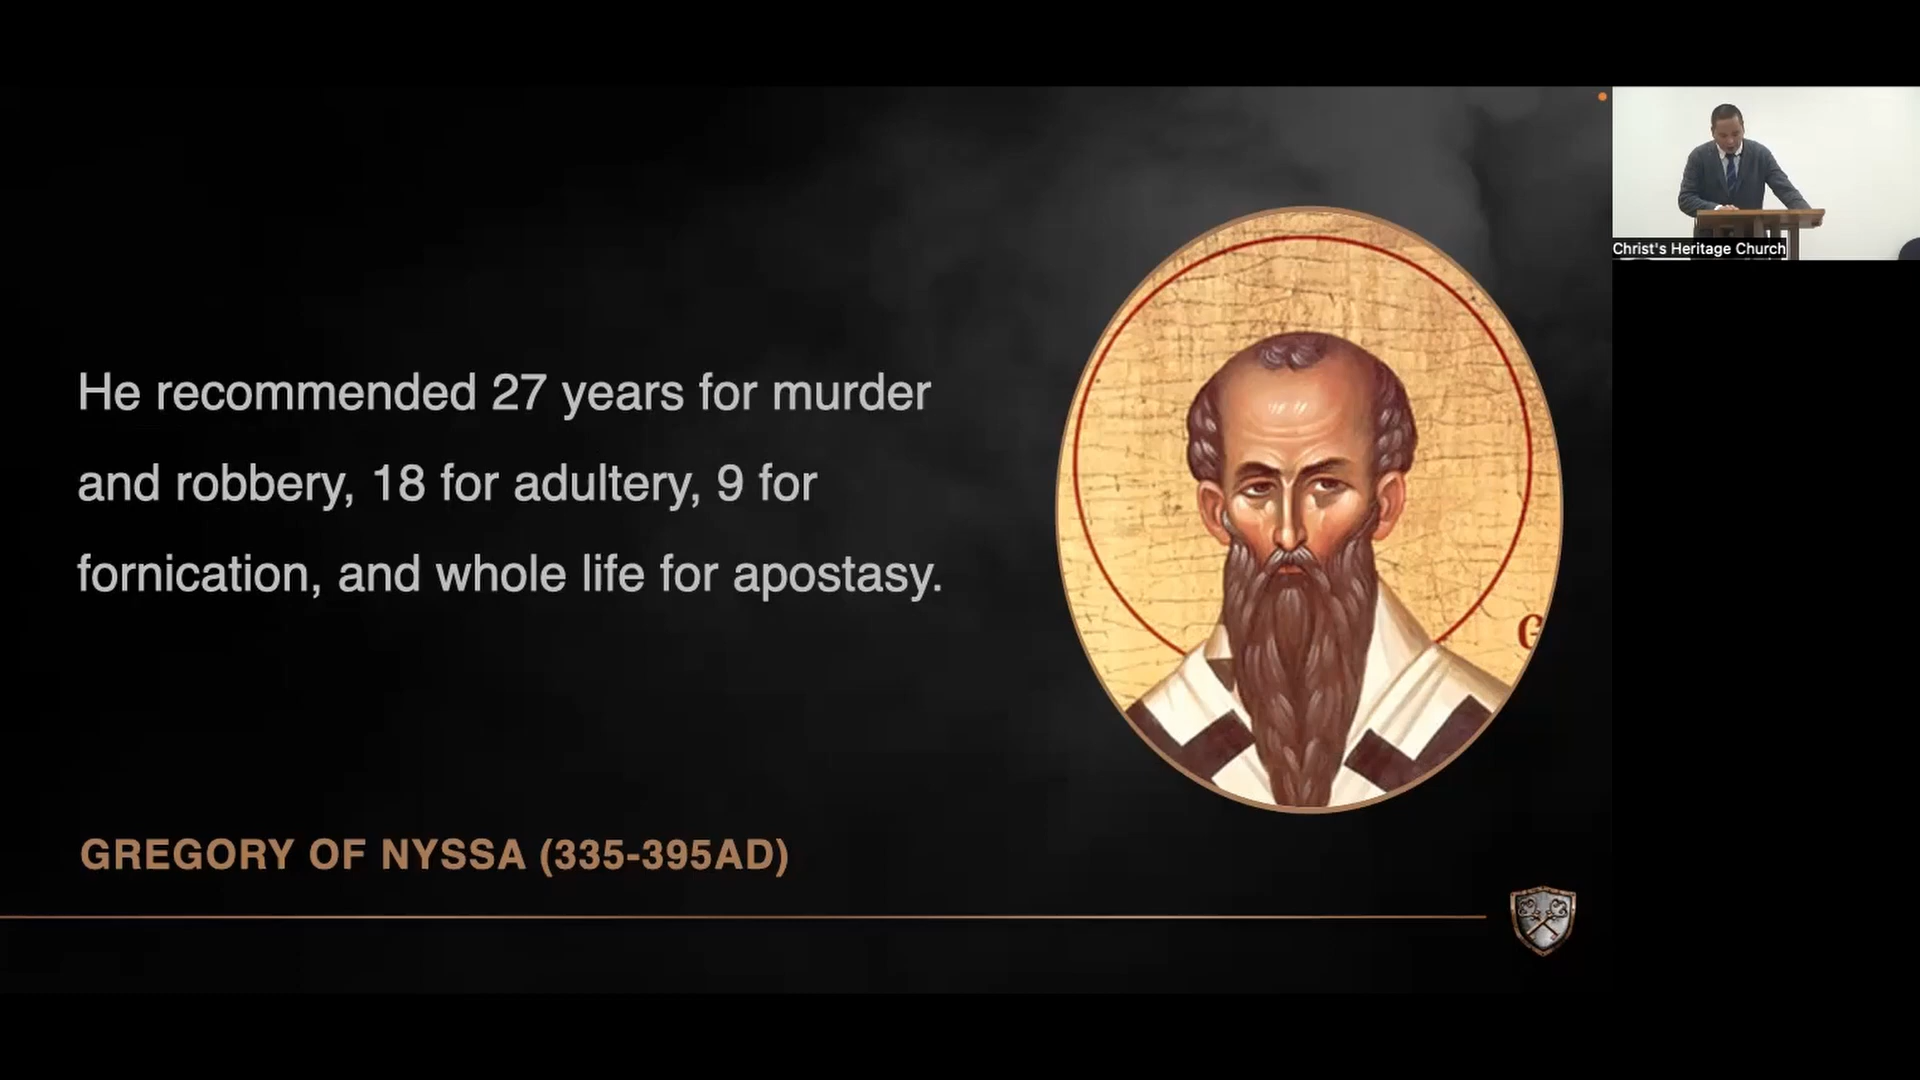 He recommended 27 years for murder
and robbery, 18 for adultery, 9 for
fornication, and whole life for apostasy.
GREGORY OF NYSSA (335-395AD)
Christ's Heritage Church